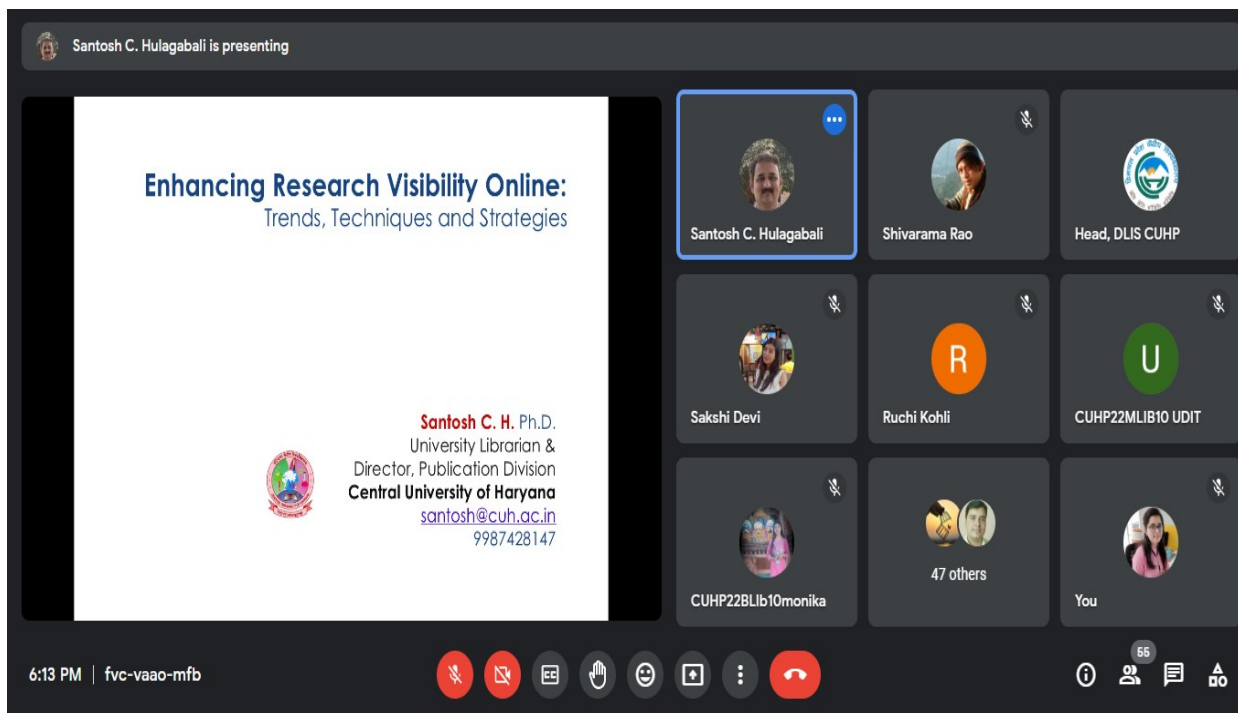 Santosh C. Hulagabali is presenting
Enhancing Research Visibility Online:
Trends, Techniques and Strategies
Santosh C. H. Ph.D.
University Librarian &
Director, Publication Division
Central University of Haryana
santosh@cuh.ac.in
9987428147
Santosh C. Hulagabali
Shivarama Rao
Head, DLIS CUHP
Sakshi Devi
R
Ruchi Kohli
U
CUHP22MLIB10 UDIT
CUHP22BLIb10monika
47 others
You
6:13 PM | fvc-vaao-mfb
CC
55